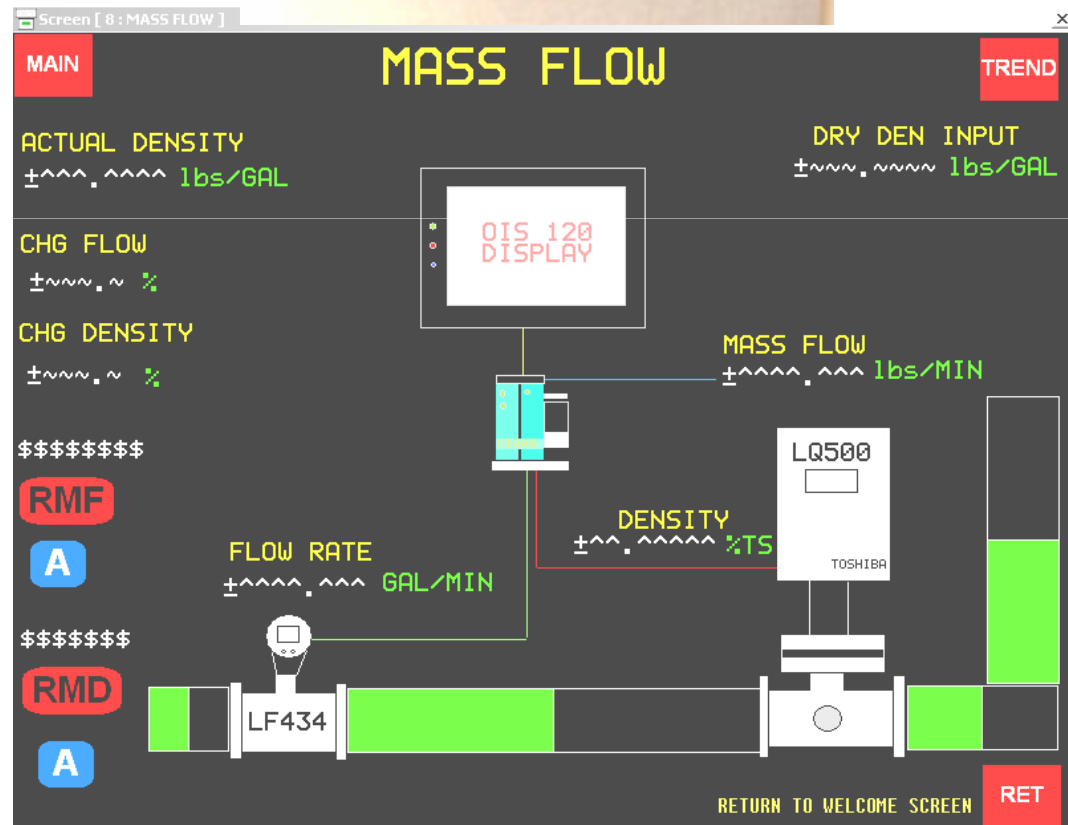 Screen [ 8 : MASS FLOW ]
MAIN
MASS FLOW
TREND
ACTUAL DENSITY
±^^^.^^^^ lbs/GAL
DRY DEN INPUT
±~~~.~~~~ lbs/GAL
OIS 120
DISPLAY
CHG FLOW
±~~~.~ %
CHG DENSITY
±~~~.~ %
MASS FLOW
±^^^^.^^^ lbs/MIN
$$$$$$$$
RMF
A
LQ500
TOSHIBA
DENSITY
±^^.^^^^^ %TS
FLOW RATE
±^^^^.^^^ GAL/MIN
$$$$$$$
RMD
A
LF434
RETURN TO WELCOME SCREEN
RET